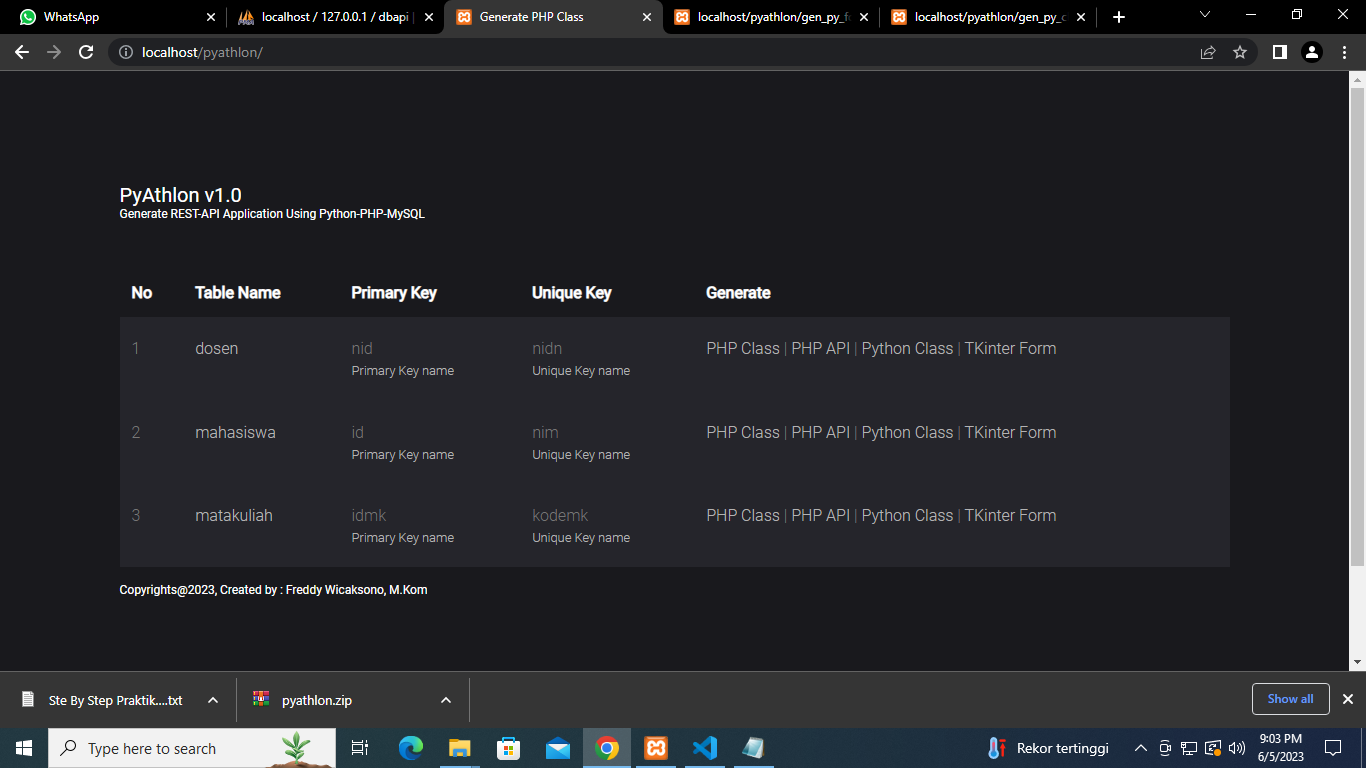 WhatsApp
localhost / 127.0.0.1 / dbapi |
Generate PHP Class
localhost/pyathlon/gen_py_fo
localhost/pyathlon/gen_py_c
localhost/pyathlon/
PyAthlon v1.0
Generate REST-API Application Using Python-PHP-MySQL
No Table Name Primary Key Unique Key Generate
1 dosen nid nidn PHP Class | PHP API | Python Class | TKinter Form
Primary Key name Unique Key name
2 mahasiswa id nim PHP Class | PHP API | Python Class | TKinter Form
Primary Key name Unique Key name
3 matakuliah idmk kodemk PHP Class | PHP API | Python Class | TKinter Form
Primary Key name Unique Key name
Copyrights@2023, Created by : Freddy Wicaksono, M.Kom
Ste By Step Praktik....txt
pyathlon.zip
Show all
Type here to search
Rekor tertinggi
9:03 PM
6/5/2023